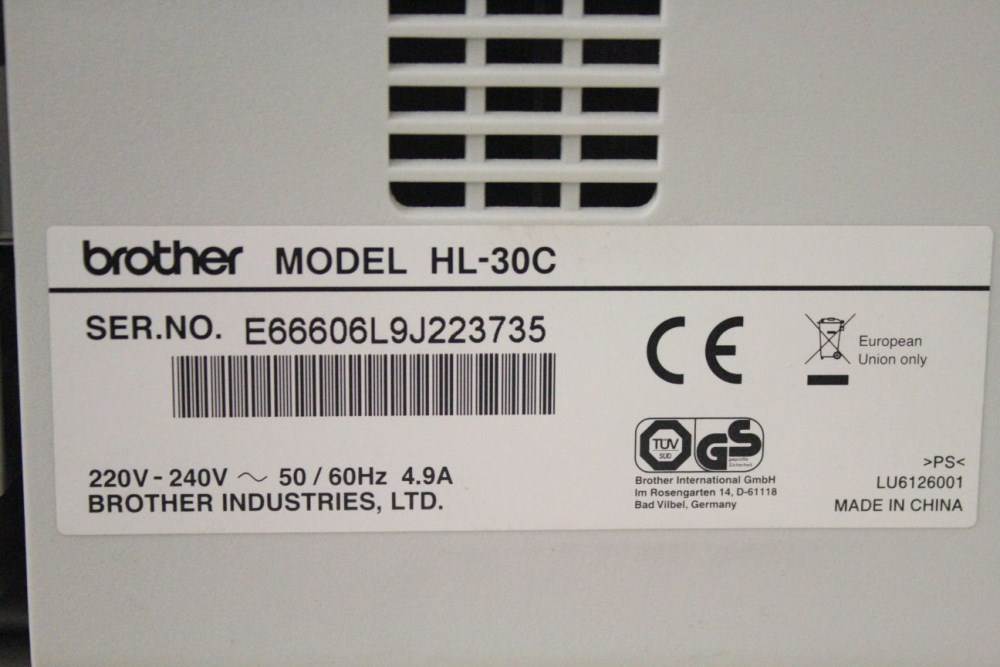 brother MODEL HL-30C
SER.NO. E66606L9J223735
CE
European
Union only
220V - 240V ~ 50 / 60Hz 4.9A
BROTHER INDUSTRIES, LTD.
TÜV
SÜD
GS
geprüfte
Sicherheit
Brother International GmbH
Im Rosengarten 14, D-61118
Bad Vilbel, Germany
>PS<
LU6126001
MADE IN CHINA